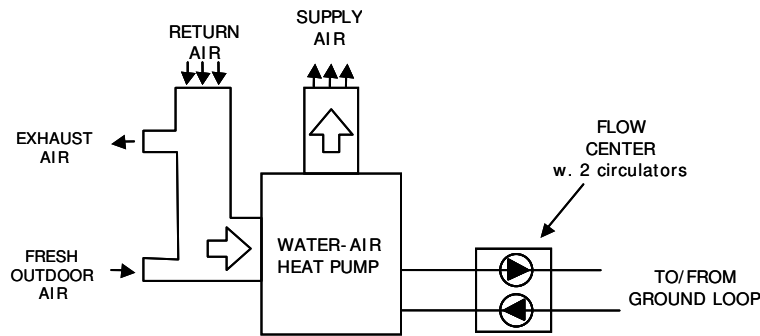 SUPPLY
AIR
RETURN
AIR
EXHAUST
AIR
FLOW
CENTER
w. 2 circulators
WATER-AIR
HEAT PUMP
FRESH
OUTDOOR
AIR
TO/FROM
GROUND LOOP